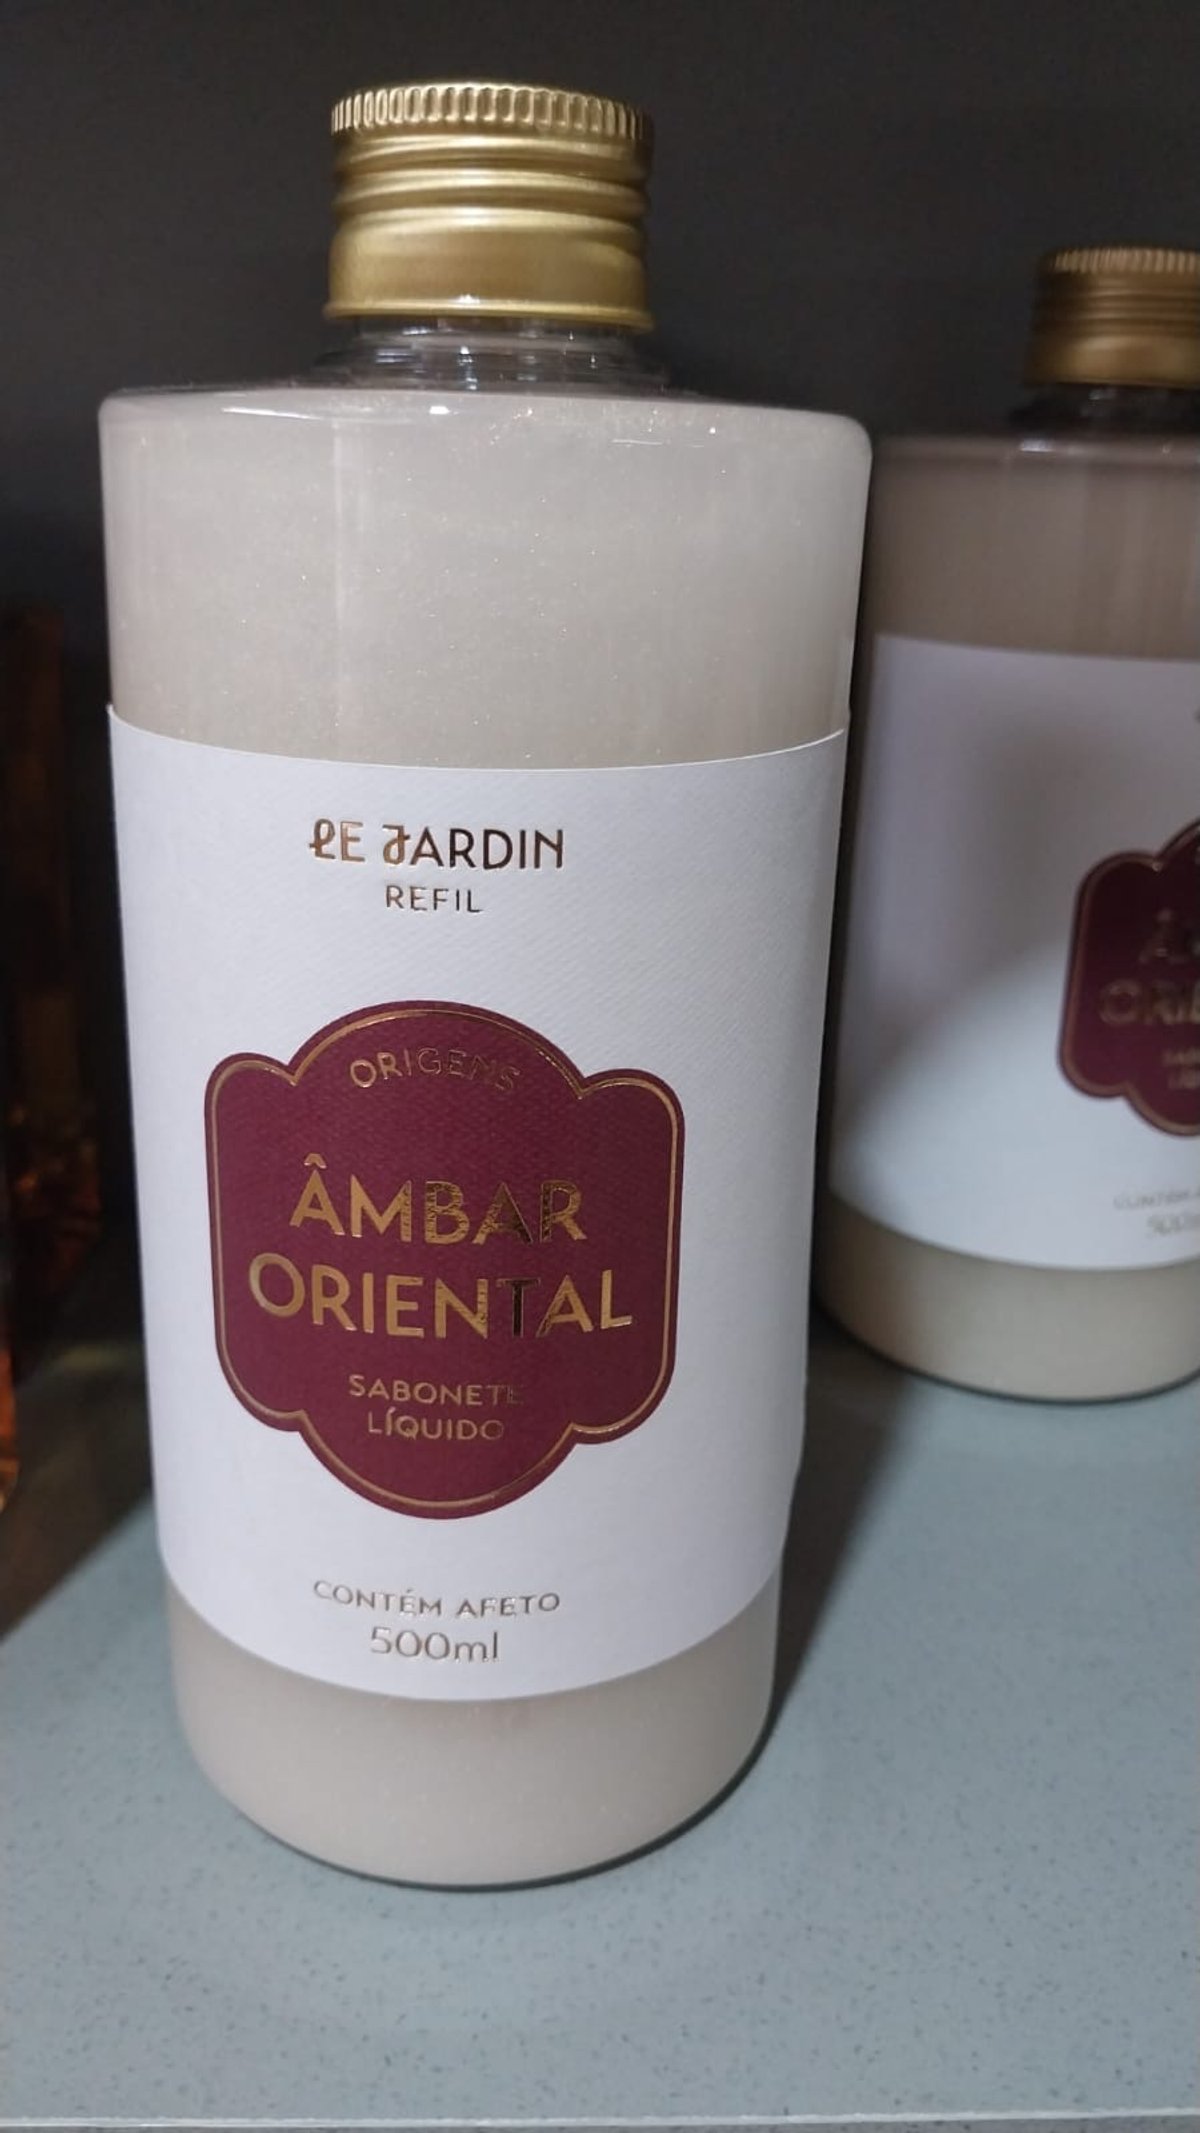 LE JARDIN
REFIL
ORIGENS
ÂMBAR
ORIENTAL
SABONETE
LÍQUIDO
CONTÉM AFETO
500ml